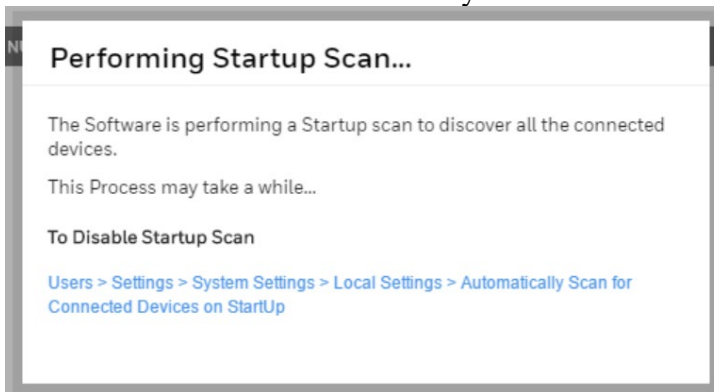 Performing Startup Scan...
The Software is performing a Startup scan to discover all the connected
devices.
This Process may take a while...
To Disable Startup Scan
Users > Settings > System Settings > Local Settings > Automatically Scan for
Connected Devices on StartUp